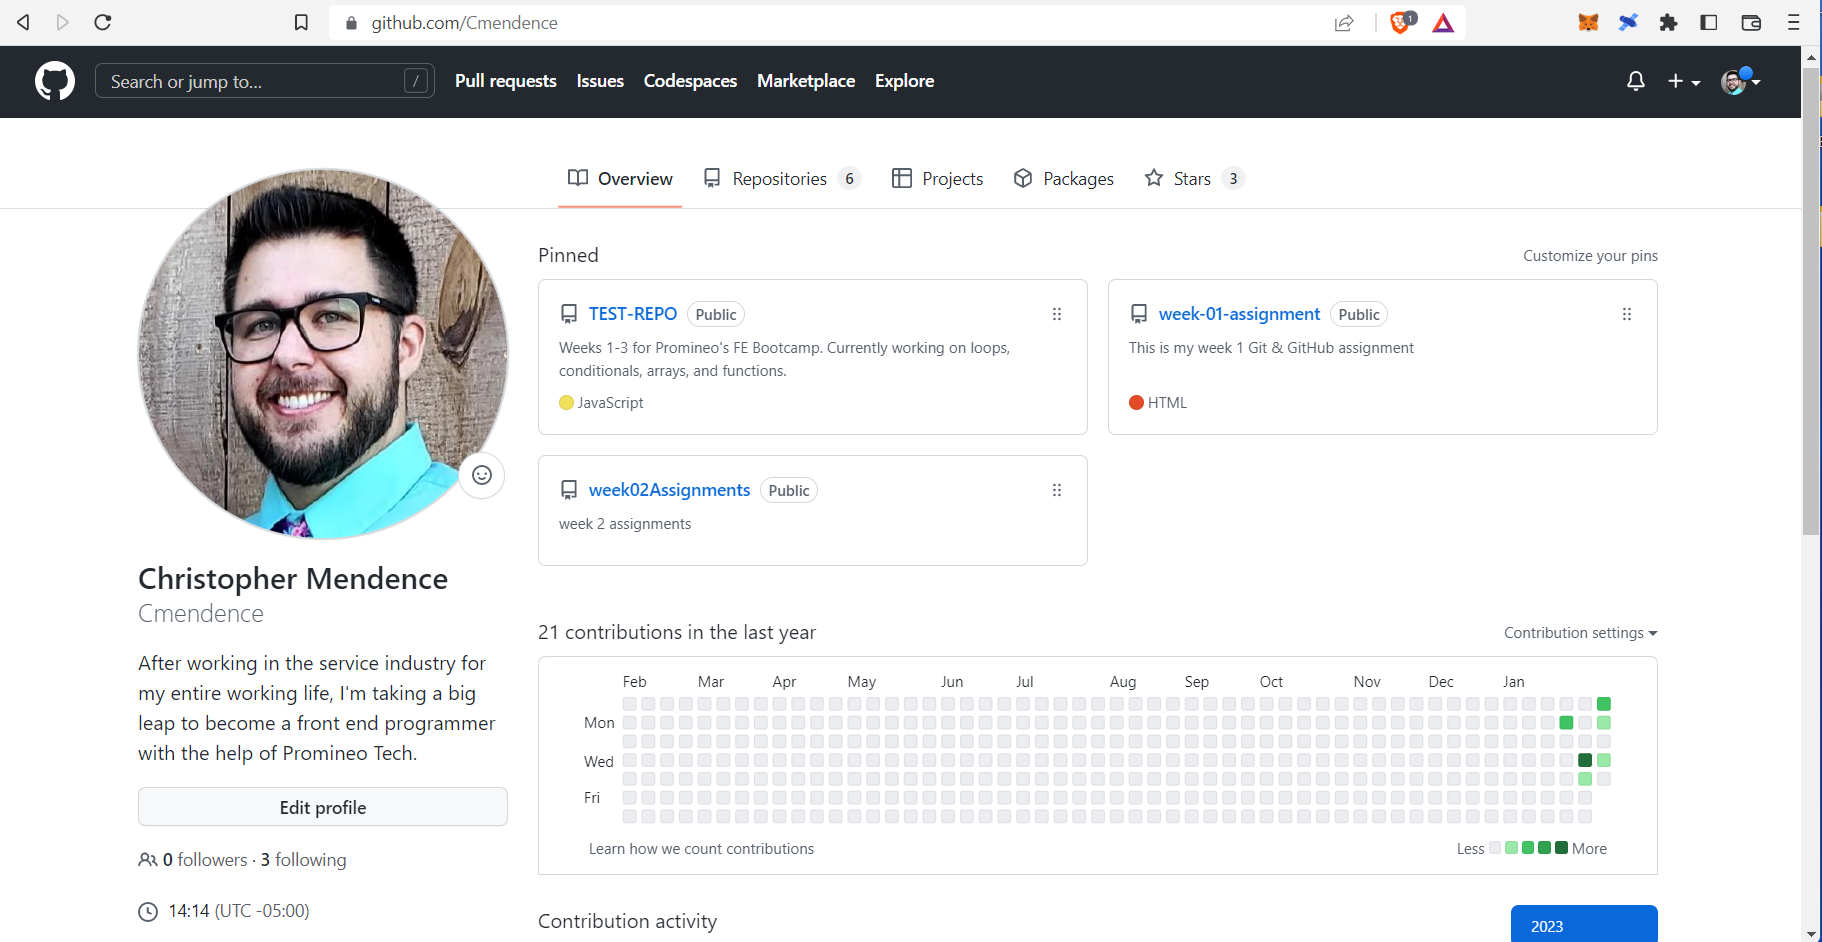 github.com/Cmendence
1
Search or jump to...
/
Pull requests
Issues
Codespaces
Marketplace
Explore
Overview
Repositories 6
Projects
Packages
Stars 3
Pinned
Customize your pins
TEST-REPO Public
Weeks 1-3 for Promineo's FE Bootcamp. Currently working on loops,
conditionals, arrays, and functions.
JavaScript
week-01-assignment Public
This is my week 1 Git & GitHub assignment
HTML
week02Assignments Public
week 2 assignments
Christopher Mendence
Cmendence
After working in the service industry for
my entire working life, I'm taking a big
leap to become a front end programmer
with the help of Promineo Tech.
Edit profile
0 followers · 3 following
14:14 (UTC -05:00)
21 contributions in the last year
Contribution settings
Feb Mar Apr May Jun Jul Aug Sep Oct Nov Dec Jan
Mon
Wed
Fri
Learn how we count contributions
Less More
Contribution activity
2023